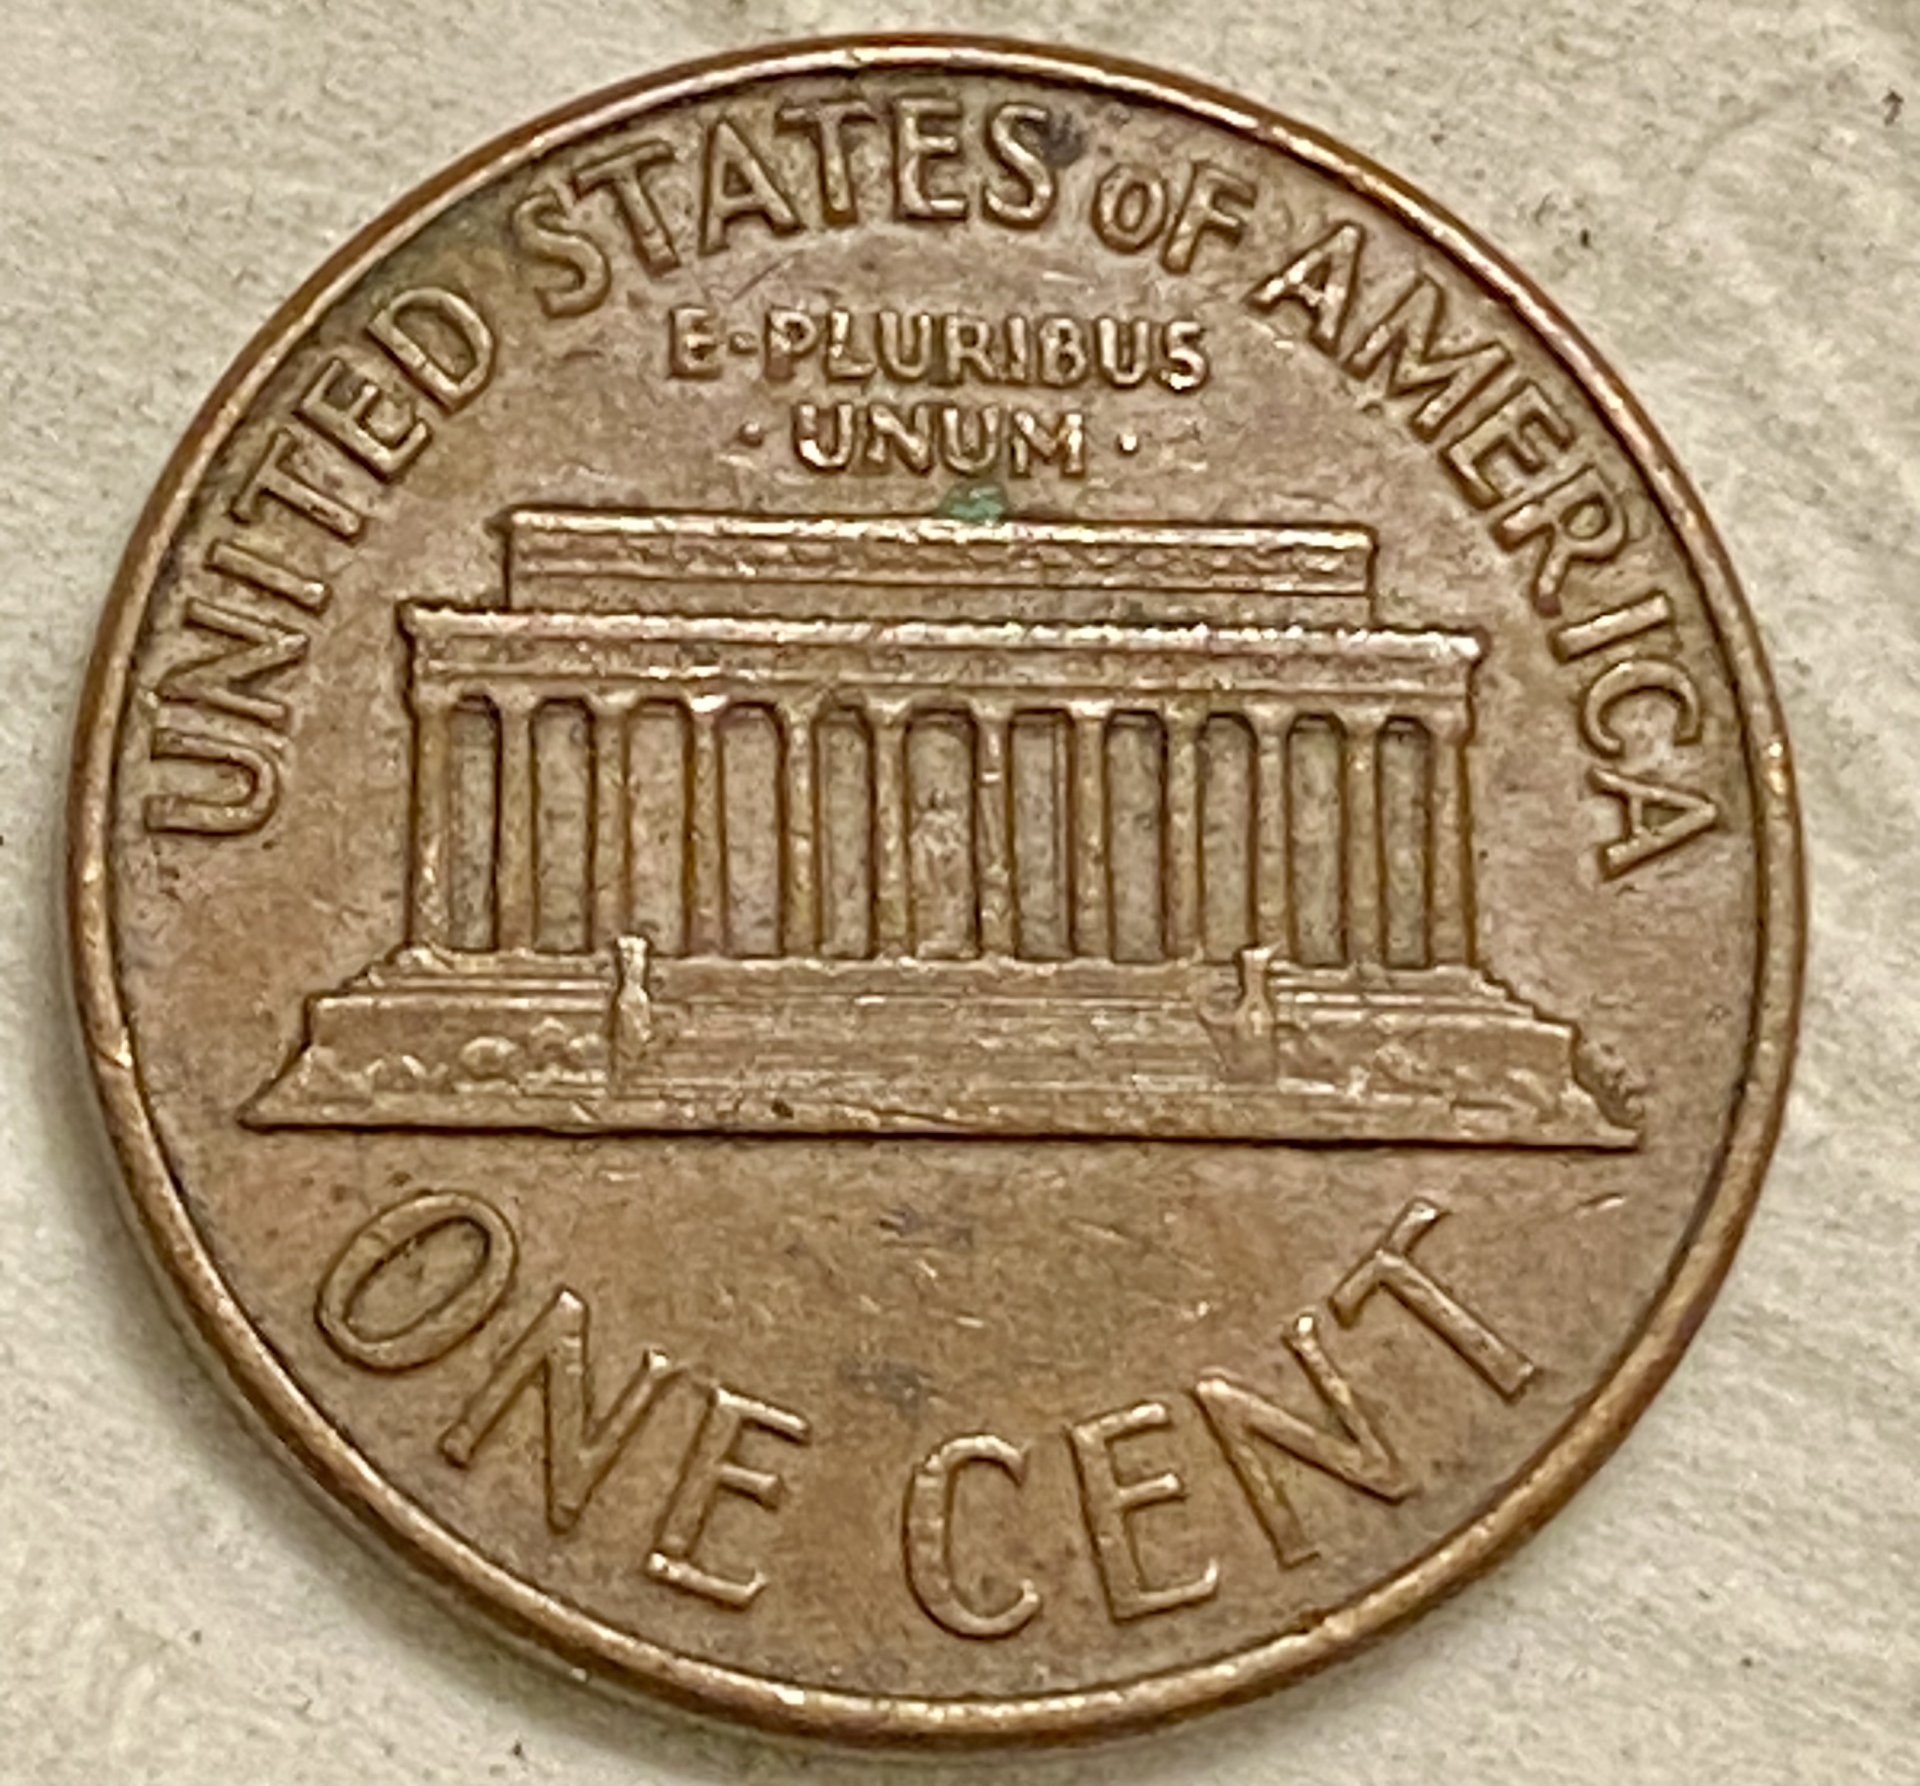 UNITED STATES OF AMERICA
E·PLURIBUS
·UNUM·
ONE CENT